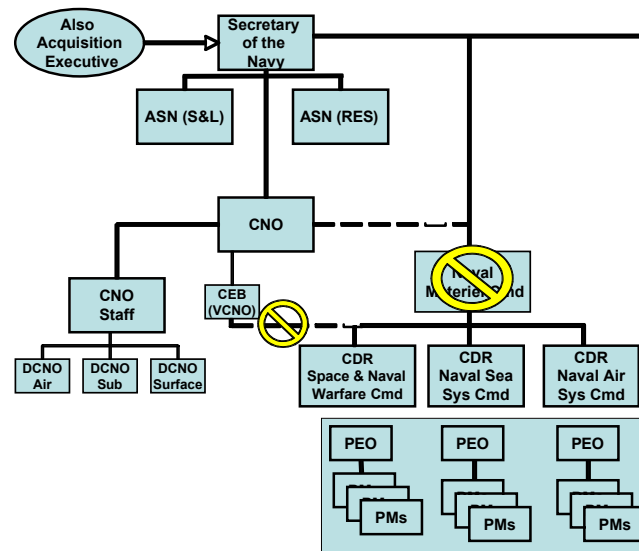 Also
Acquisition
Executive
Secretary
of the
Navy
ASN (S&L)
ASN (RES)
CNO
CNO
Staff
CEB
(VCNO)
Naval
Materiel Cmd
DCNO
Air
DCNO
Sub
DCNO
Surface
CDR
Space & Naval
Warfare Cmd
CDR
Naval Sea
Sys Cmd
CDR
Naval Air
Sys Cmd
PEO
PEO
PEO
PMs
PMs
PMs